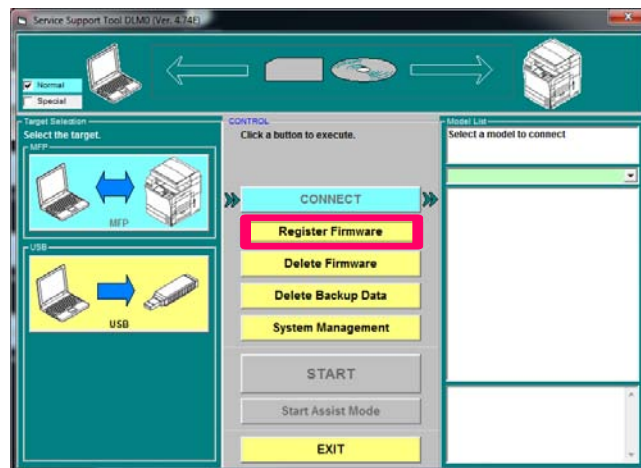 Service Support Tool DLM0 (Ver. 4.74E)
Normal
Special
Target Selection
Select the target.
MFP
MFP
USB
USB
CONTROL
Click a button to execute.
CONNECT
Register Firmware
Delete Firmware
Delete Backup Data
System Management
START
Start Assist Mode
EXIT
Model List
Select a model to connect